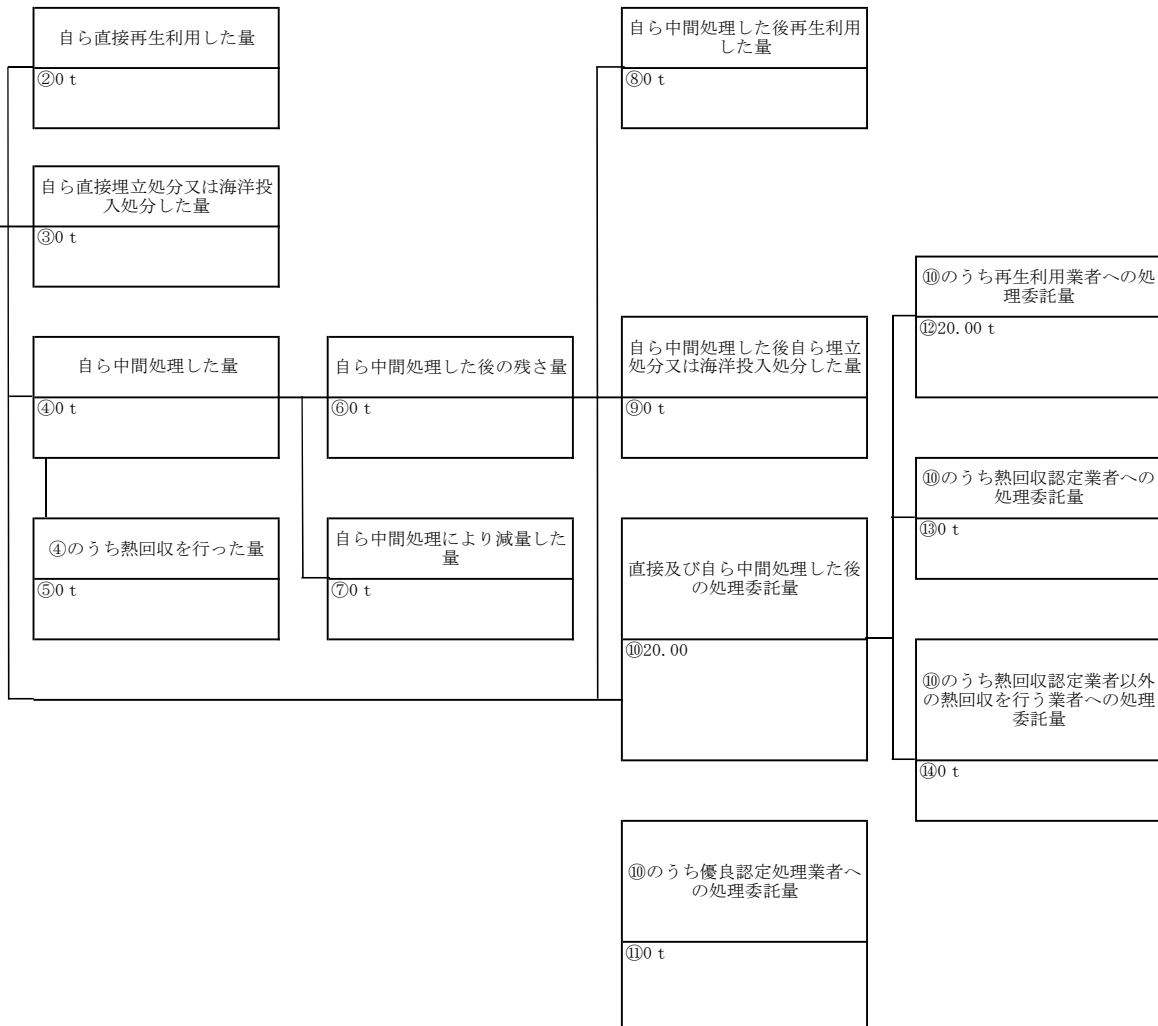 自ら直接再生利用した量
②0 t
自ら直接埋立処分又は海洋投
入処分した量
③0 t
自ら中間処理した量
④0 t
④のうち熱回収を行った量
⑤0 t
自ら中間処理した後の残さ量
⑥0 t
自ら中間処理により減量した
量
⑦0 t
自ら中間処理した後再生利用
した量
⑧0 t
自ら中間処理した後自ら埋立
処分又は海洋投入処分した量
⑨0 t
直接及び自ら中間処理した後
の処理委託量
⑩20.00
⑩のうち優良認定処理業者へ
の処理委託量
⑪0 t
⑩のうち再生利用業者への処
理委託量
⑫20.00 t
⑩のうち熱回収認定業者への
処理委託量
⑬0 t
⑩のうち熱回収認定業者以外
の熱回収を行う業者への処理
委託量
⑭0 t